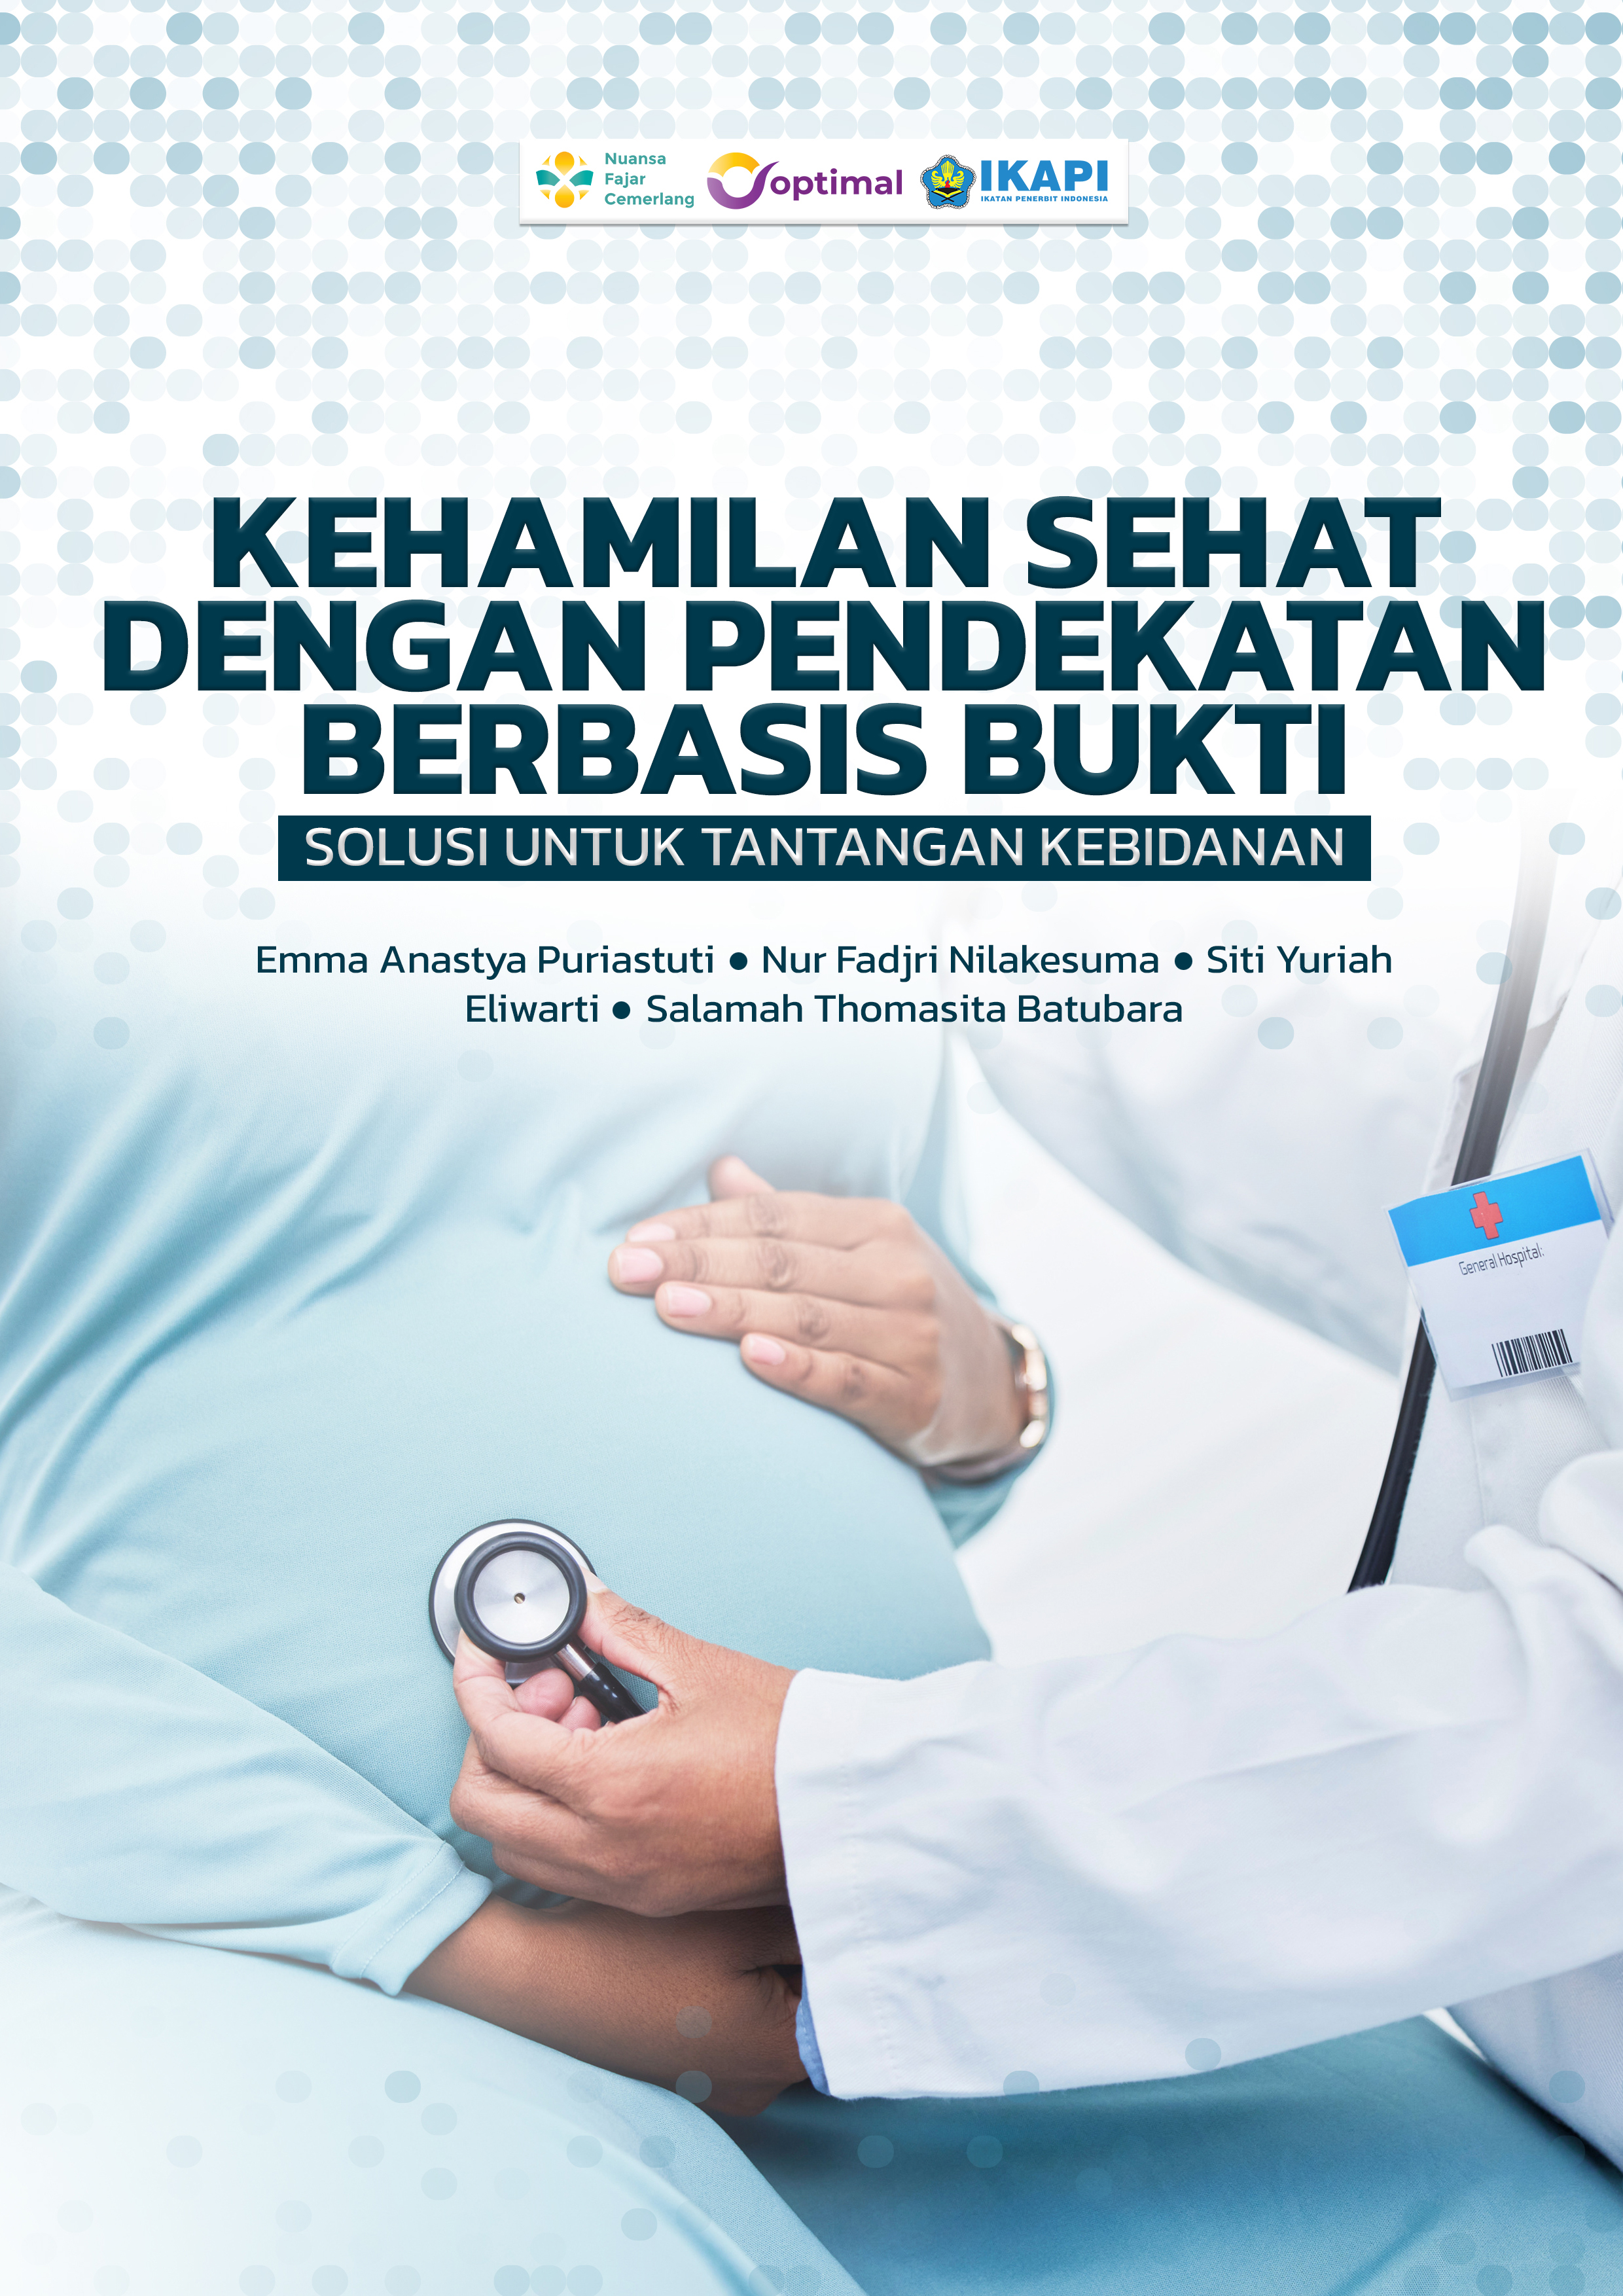 Nuansa
Fajar
Cemerlang
optimal
IKAPI
IKATAN PENERBIT INDONESIA
KEHAMILAN SEHAT
DENGAN PENDEKATAN
BERBASIS BUKTI
SOLUSI UNTUK TANTANGAN KEBIDANAN
Emma Anastya Puriastuti ● Nur Fadjri Nilakesuma ● Siti Yuriah
Eliwarti ● Salamah Thomasita Batubara
General Hospital: